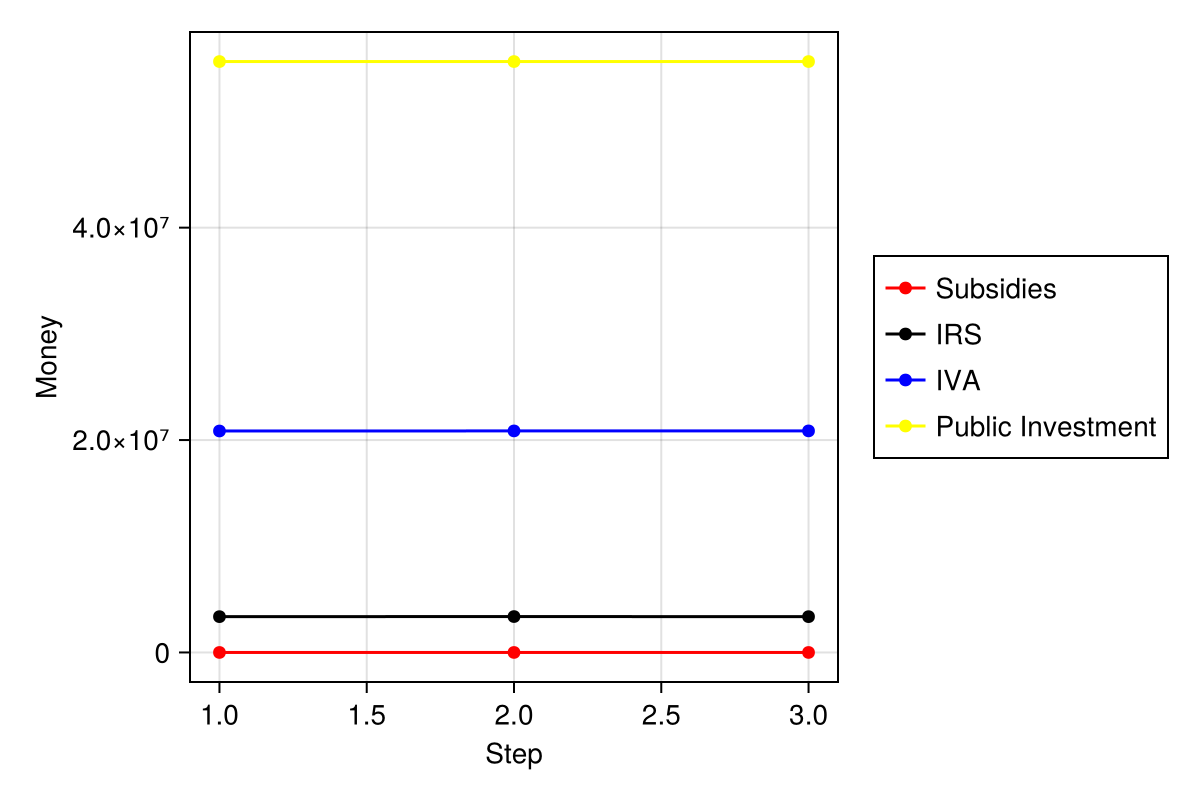 4.0×10⁷
2.0×10⁷
0
Money
1.0 1.5 2.0 2.5 3.0
Step
Subsidies
IRS
IVA
Public Investment